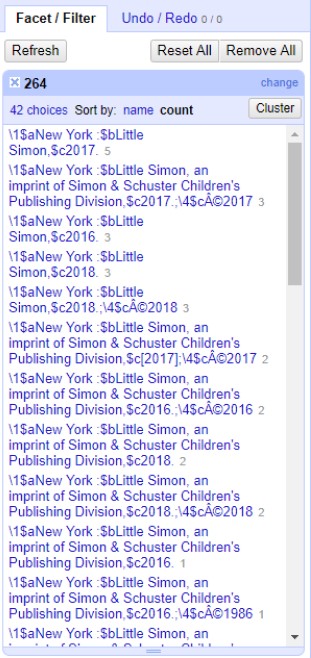 Facet / Filter Undo / Redo 0 / 0
Refresh Reset All Remove All
264 change
42 choices Sort by: name count Cluster
\1$aNew York :$bLittle
Simon,$c2017. 5
\1$aNew York :$bLittle Simon, an
imprint of Simon & Schuster Children's
Publishing Division,$c2017.;\4$cÂ©2017 3
\1$aNew York :$bLittle
Simon,$c2016. 3
\1$aNew York :$bLittle
Simon,$c2018. 3
\1$aNew York :$bLittle
Simon,$c2018.;\4$cÂ©2018 3
\1$aNew York :$bLittle Simon, an
imprint of Simon & Schuster Children's
Publishing Division,$c[2017];\4$cÂ©2017 2
\1$aNew York :$bLittle Simon, an
imprint of Simon & Schuster Children's
Publishing Division,$c2016.;\4$cÂ©2016 2
\1$aNew York :$bLittle Simon, an
imprint of Simon & Schuster Children's
Publishing Division,$c2018. 2
\1$aNew York :$bLittle Simon, an
imprint of Simon & Schuster Children's
Publishing Division,$c2018.;\4$cÂ©2018 2
\1$aNew York :$bLittle Simon, an
imprint of Simon & Schuster Children's
Publishing Division,$c2016. 1
\1$aNew York :$bLittle Simon, an
imprint of Simon & Schuster Children's
Publishing Division,$c2016.;\4$cÂ©1986 1
\1$aNew York :$bLittle Simon, an